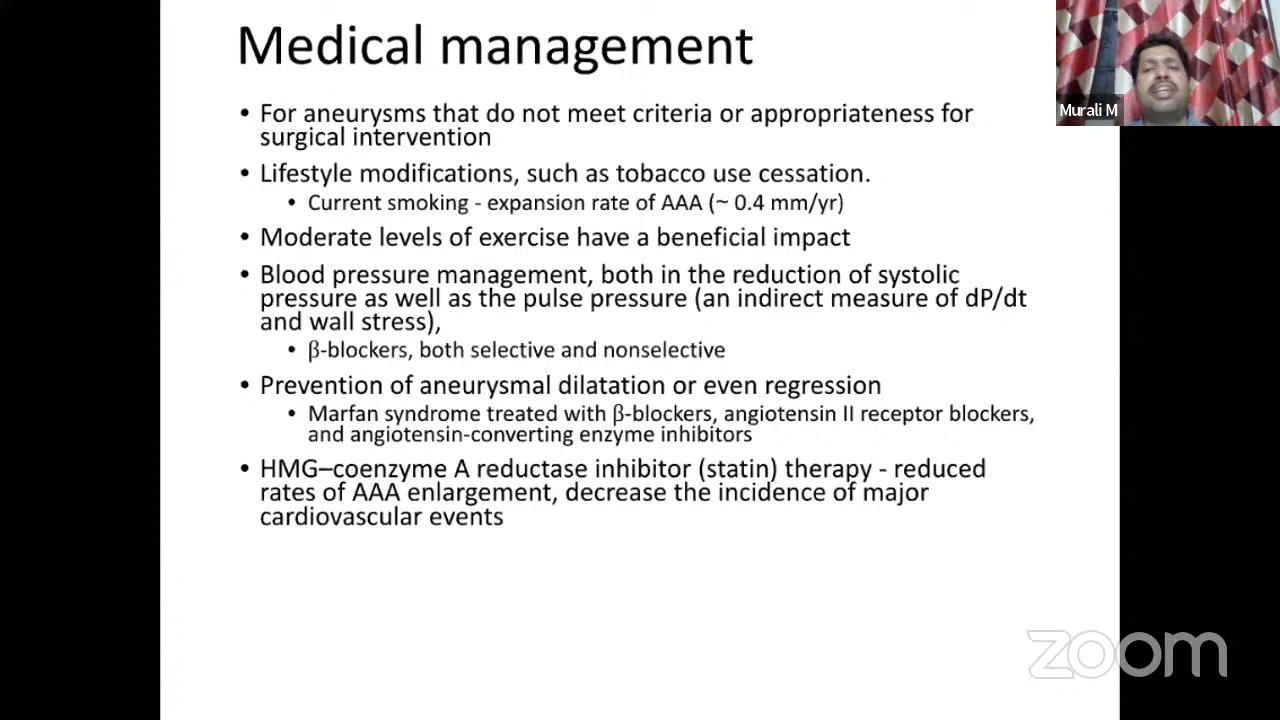 Medical management
• For aneurysms that do not meet criteria or appropriateness for
surgical intervention
• Lifestyle modifications, such as tobacco use cessation.
• Current smoking - expansion rate of AAA (~ 0.4 mm/yr)
• Moderate levels of exercise have a beneficial impact
• Blood pressure management, both in the reduction of systolic
pressure as well as the pulse pressure (an indirect measure of dP/dt
and wall stress),
• β-blockers, both selective and nonselective
• Prevention of aneurysmal dilatation or even regression
• Marfan syndrome treated with β-blockers, angiotensin II receptor blockers,
and angiotensin-converting enzyme inhibitors
• HMG–coenzyme A reductase inhibitor (statin) therapy - reduced
rates of AAA enlargement, decrease the incidence of major
cardiovascular events
Murali M
zoom